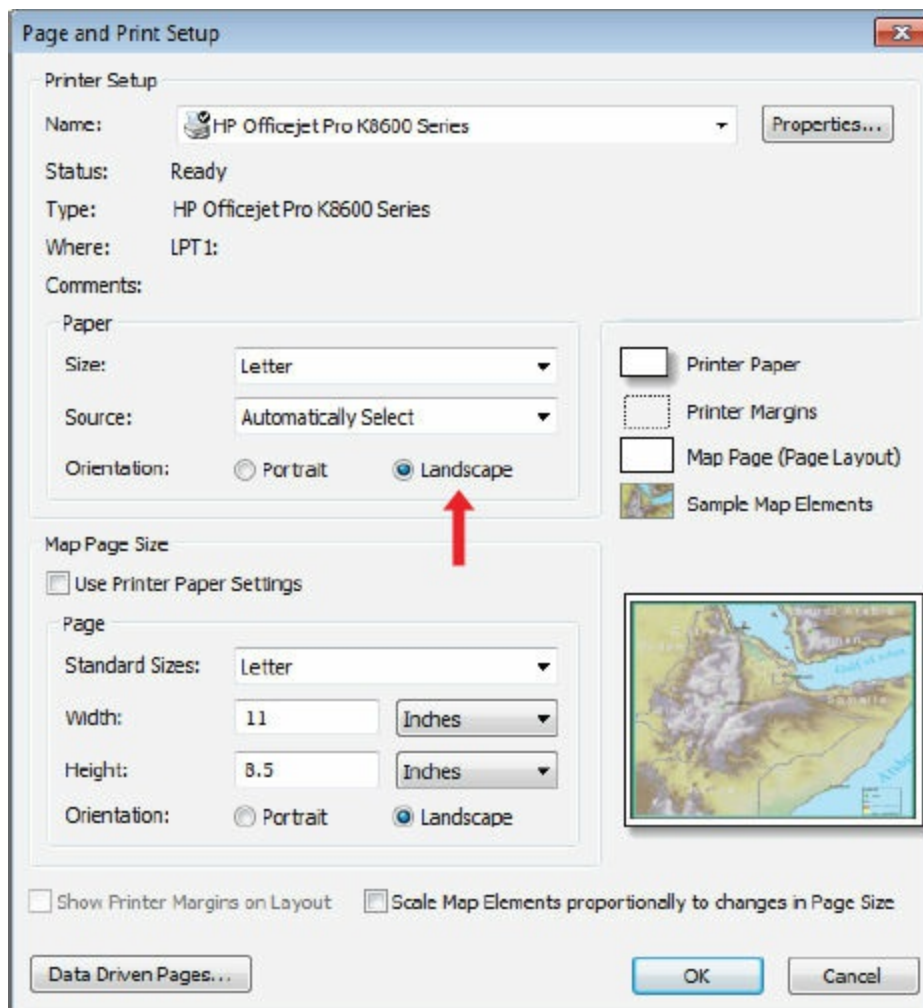 Page and Print Setup
Printer Setup
Name: HP Officejet Pro K8600 Series Properties...
Status: Ready
Type: HP Officejet Pro K8600 Series
Where: LPT1:
Comments:
Paper
Size: Letter
Source: Automatically Select
Orientation: Portrait Landscape
Printer Paper
Printer Margins
Map Page (Page Layout)
Sample Map Elements
Map Page Size
Use Printer Paper Settings
Page
Standard Sizes: Letter
Width: 11 Inches
Height: 8.5 Inches
Orientation: Portrait Landscape
Show Printer Margins on Layout Scale Map Elements proportionally to changes in Page Size
Data Driven Pages... OK Cancel